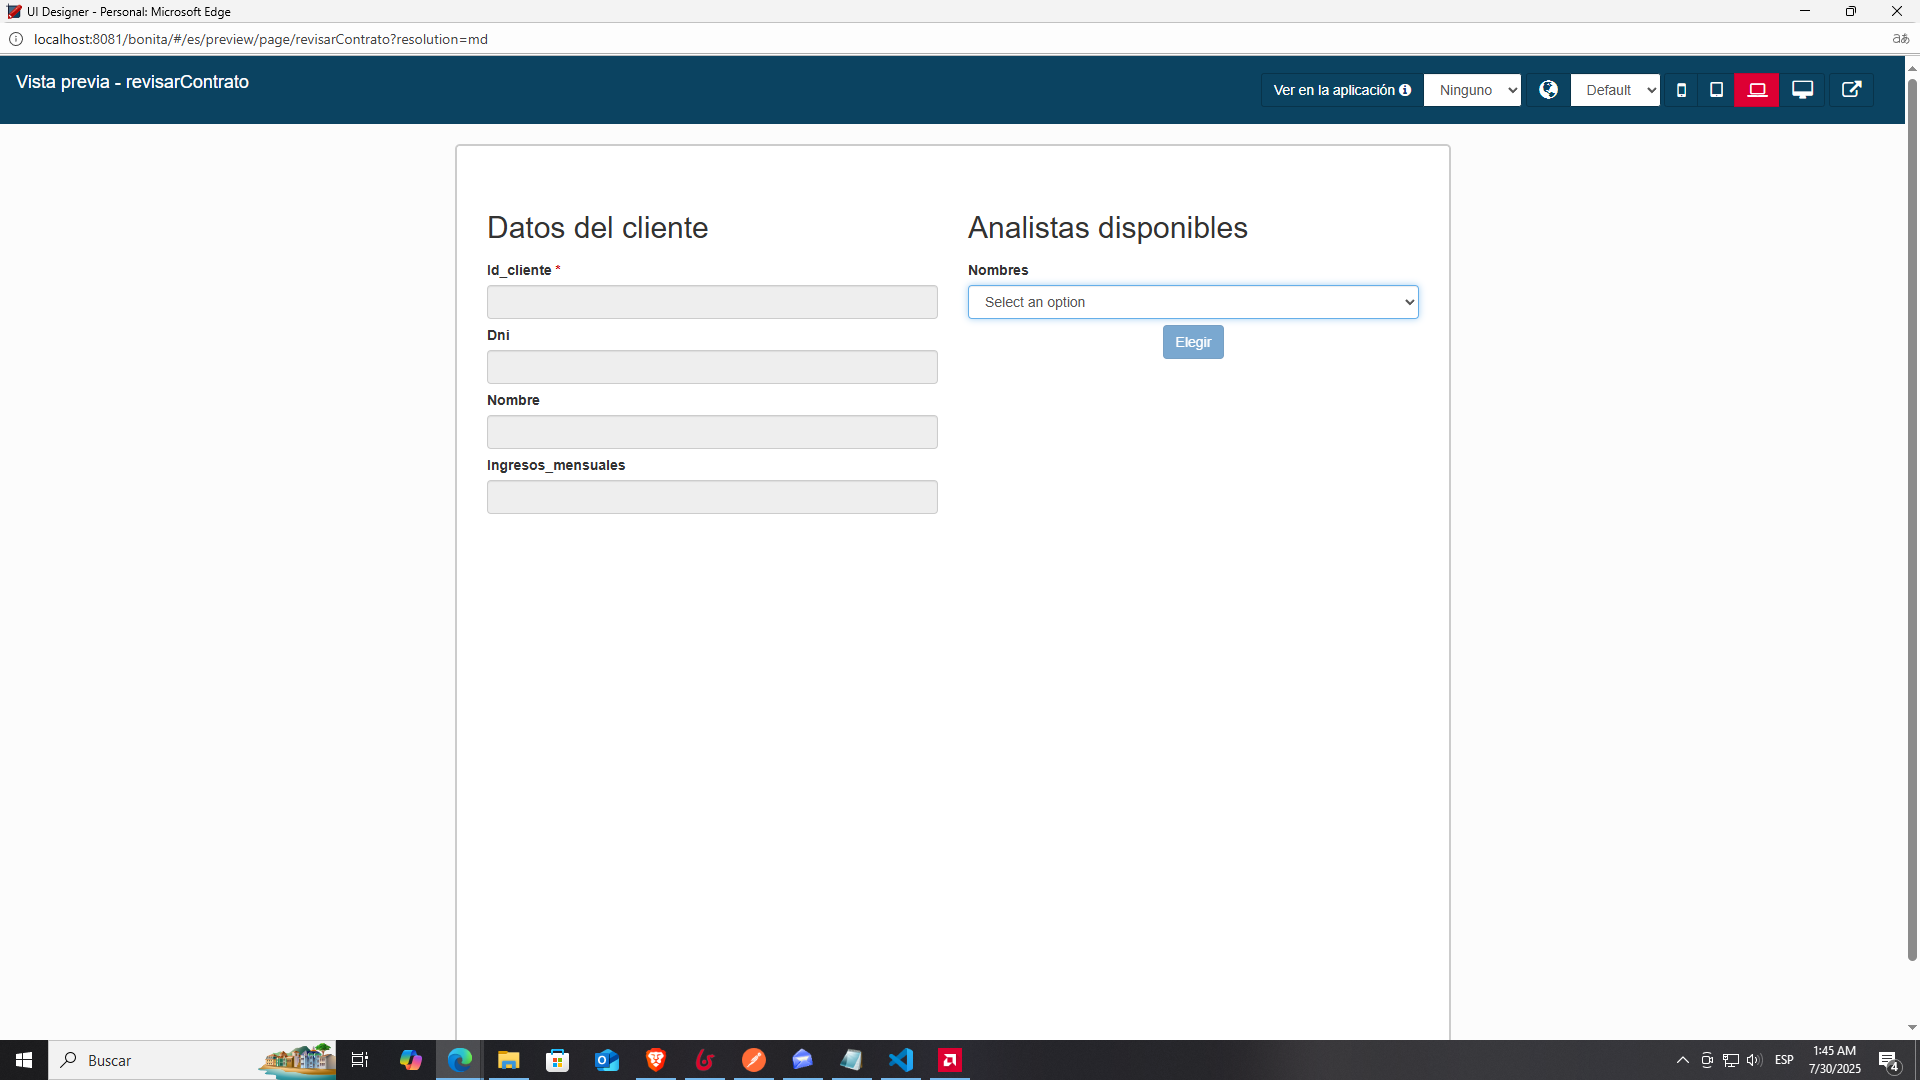 UI Designer - Personal: Microsoft Edge
localhost:8081/bonita/#/es/preview/page/revisarContrato?resolution=md
aあ
Vista previa - revisarContrato
Ver en la aplicación
Ninguno
Default
Datos del cliente
Id_cliente *
Dni
Nombre
Ingresos_mensuales
Analistas disponibles
Nombres
Select an option
Elegir
Buscar
ESP
1:45 AM
7/30/2025
4